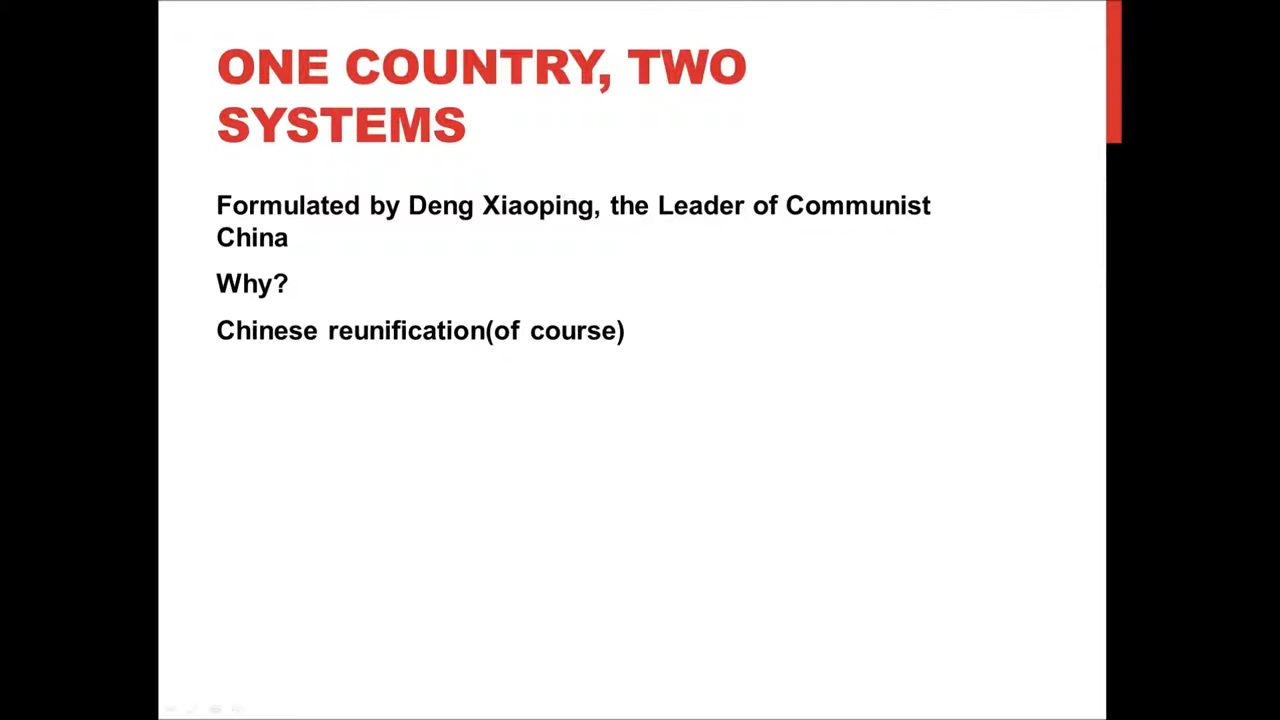 ONE COUNTRY, TWO
SYSTEMS
Formulated by Deng Xiaoping, the Leader of Communist
China
Why?
Chinese reunification(of course)